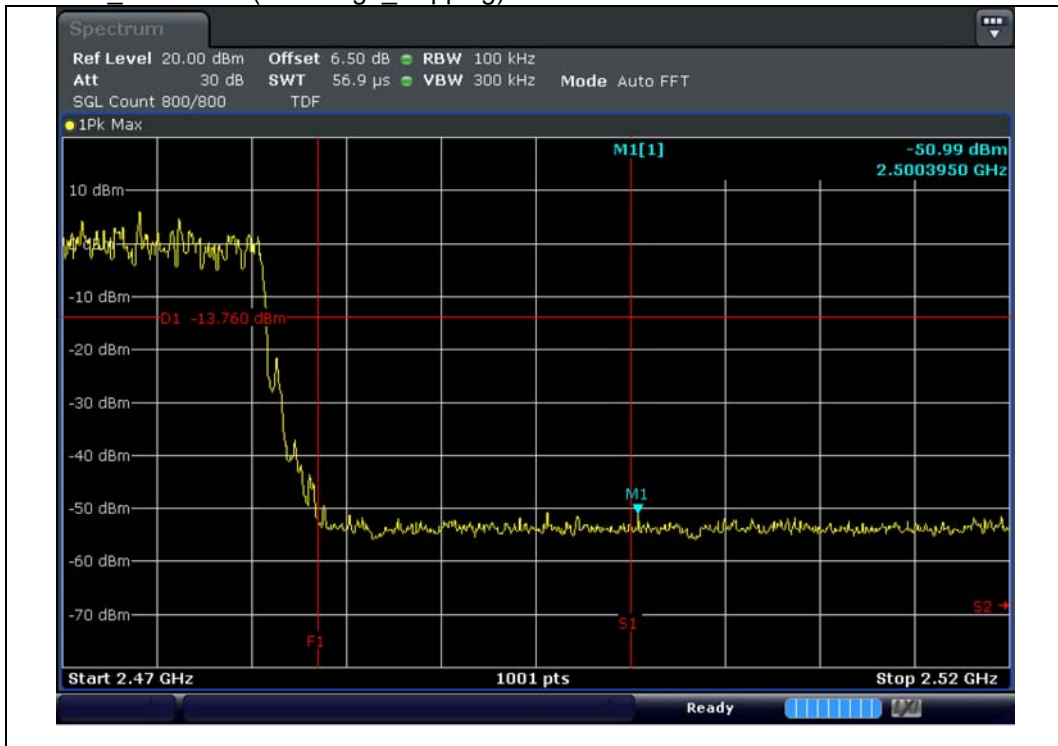 Spectrum
Ref Level 20.00 dBm Offset 6.50 dB RBW 100 kHz
Att 30 dB SWT 56.9 µs VBW 300 kHz Mode Auto FFT
SGL Count 800/800 TDF
1Pk Max
M1[1] -50.99 dBm
2.5003950 GHz
10 dBm
-10 dBm
D1 -13.760 dBm
-20 dBm
-30 dBm
-40 dBm
M1
-50 dBm
-60 dBm
S2
-70 dBm
S1
F1
Start 2.47 GHz 1001 pts Stop 2.52 GHz
Ready LXI